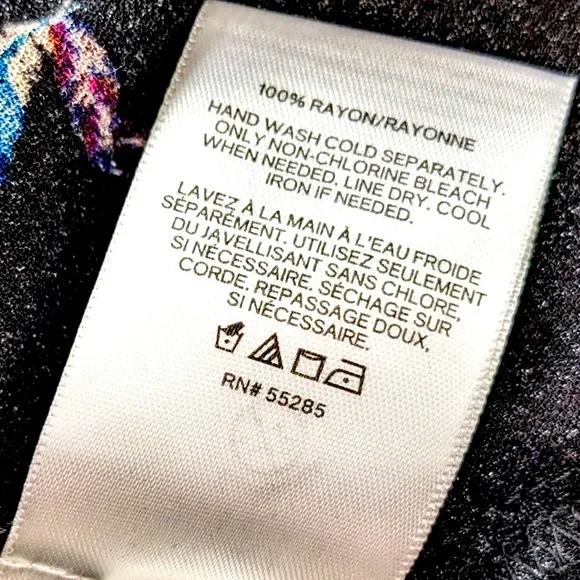 100% RAYON/RAYONNE
HAND WASH COLD SEPARATELY.
ONLY NON-CHLORINE BLEACH
WHEN NEEDED. LINE DRY. COOL
IRON IF NEEDED.
LAVEZ À LA MAIN À L'EAU FROIDE
SÉPARÉMENT. UTILISEZ SEULEMENT
DU JAVELLISANT SANS CHLORE,
SI NÉCESSAIRE. SÉCHAGE SUR
CORDE. REPASSAGE DOUX,
SI NÉCESSAIRE.
RN# 55285